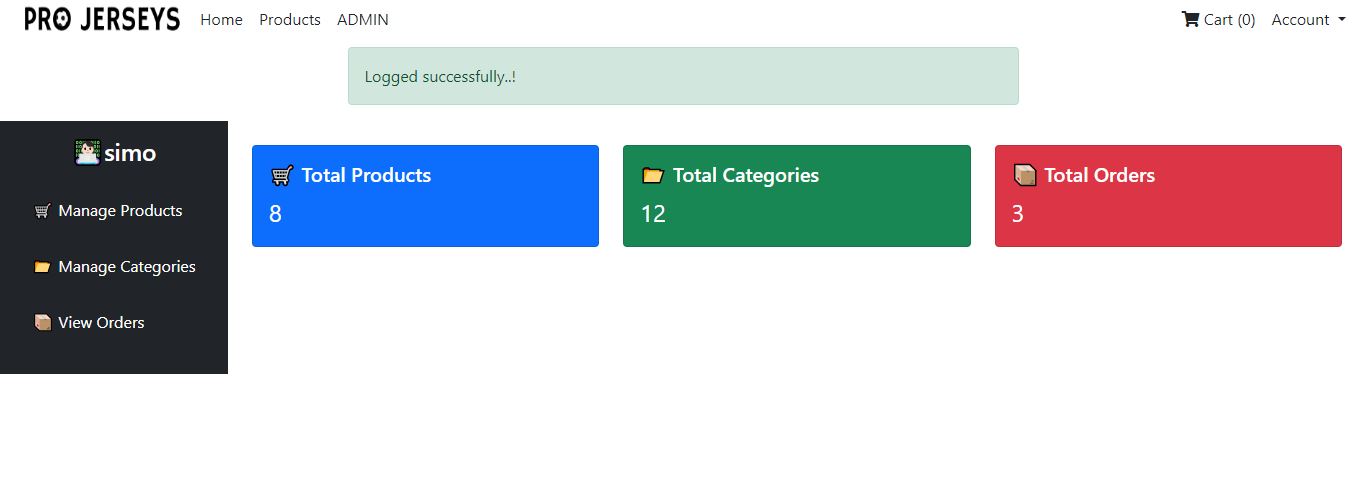 PRO JERSEYS Home Products ADMIN Cart (0) Account
Logged successfully..!
simo
Manage Products
Manage Categories
View Orders
Total Products
8
Total Categories
12
Total Orders
3